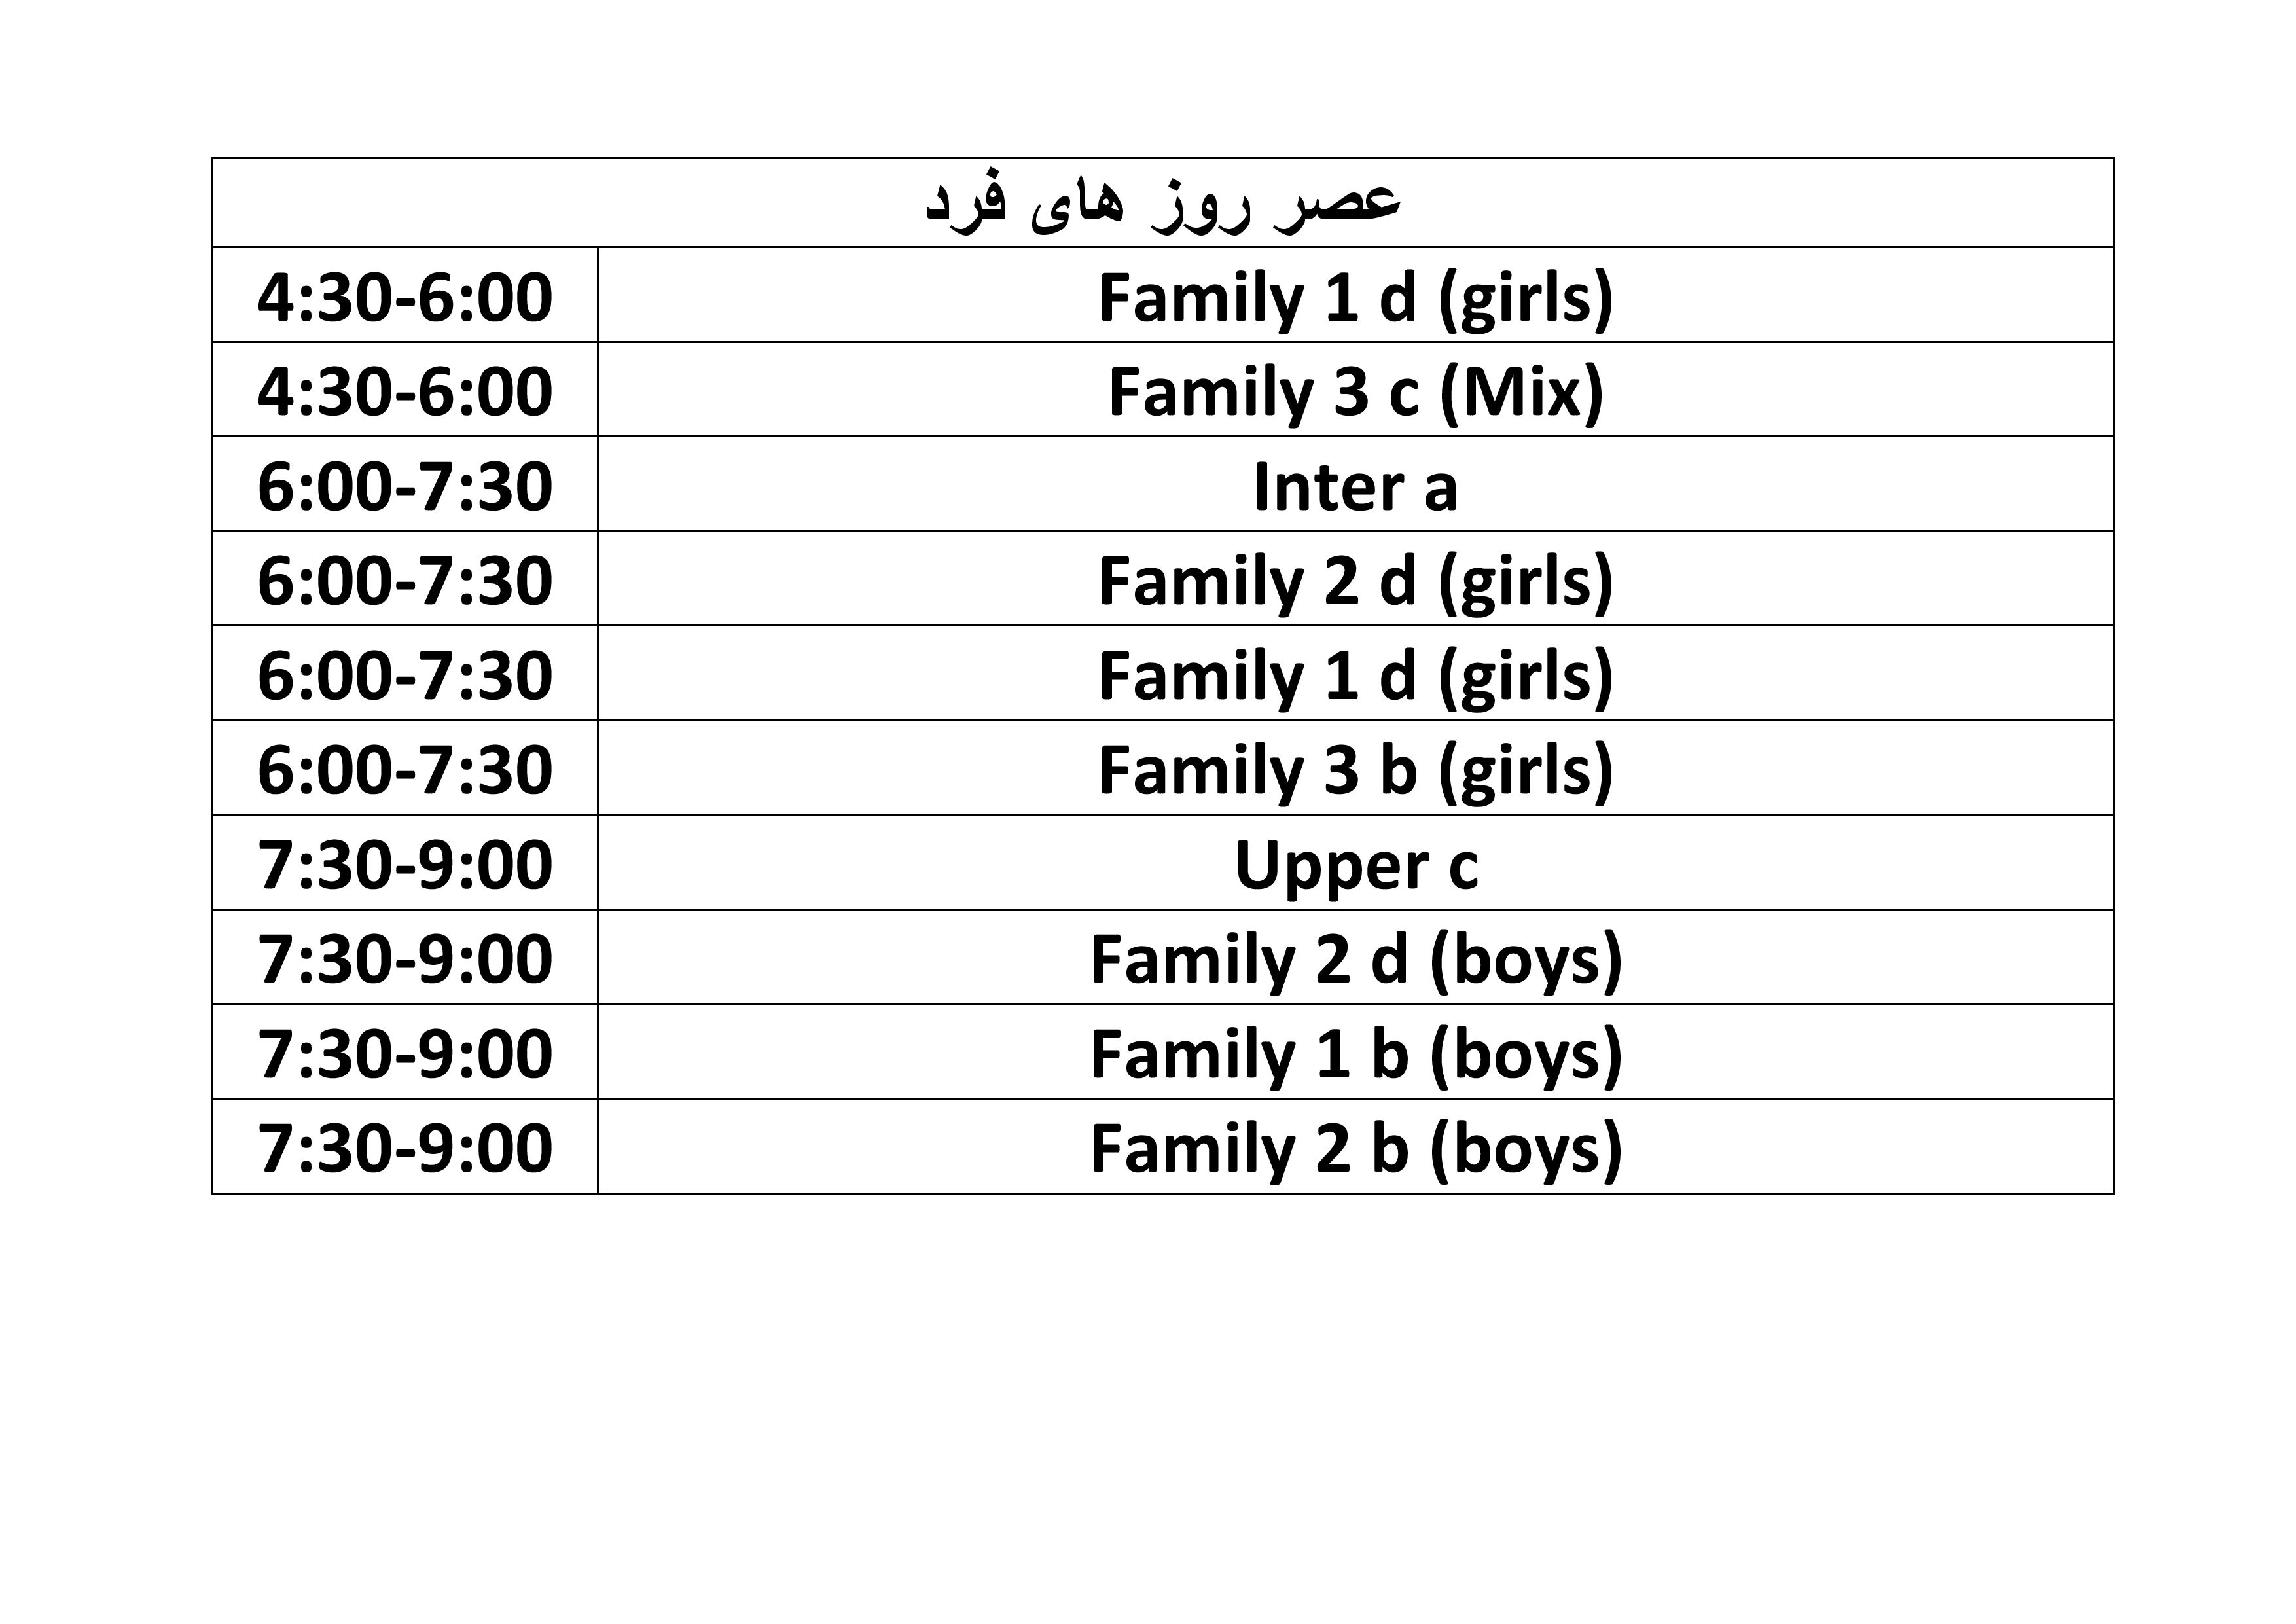 عصر روز های فرد
4:30-6:00 Family 1 d (girls)
4:30-6:00 Family 3 c (Mix)
6:00-7:30 Inter a
6:00-7:30 Family 2 d (girls)
6:00-7:30 Family 1 d (girls)
6:00-7:30 Family 3 b (girls)
7:30-9:00 Upper c
7:30-9:00 Family 2 d (boys)
7:30-9:00 Family 1 b (boys)
7:30-9:00 Family 2 b (boys)